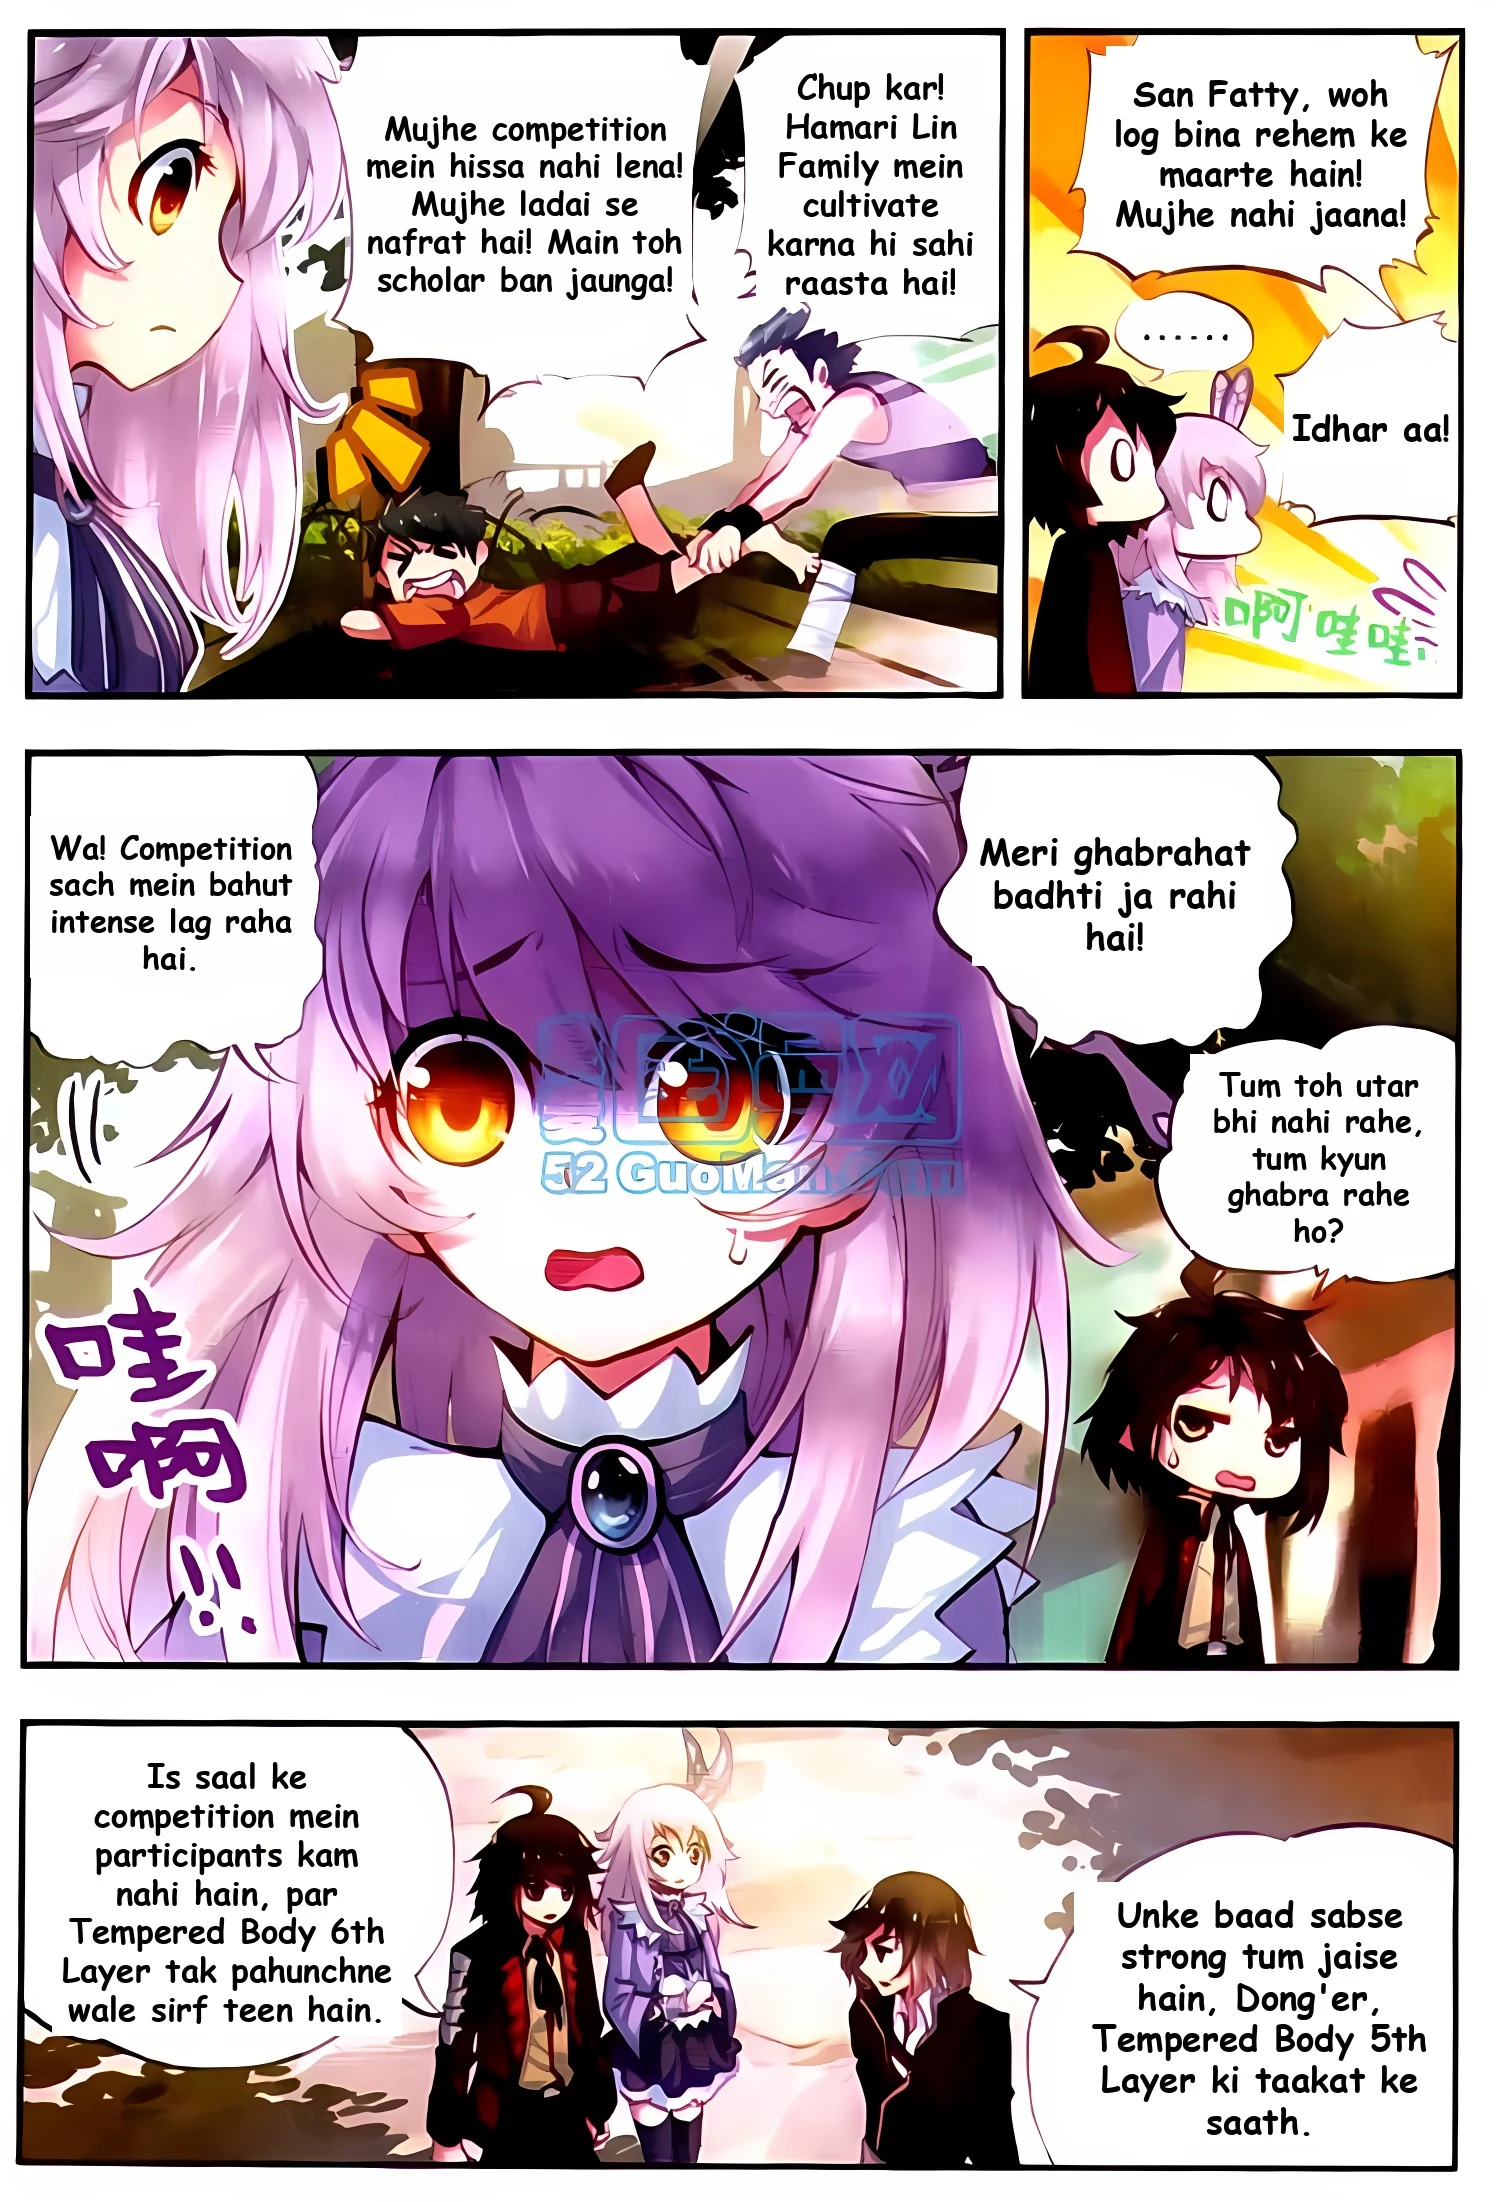 Mujhe competition
mein hissa nahi lena!
Mujhe ladai se
nafrat hai! Main toh
scholar ban jaunga!
Chup kar!
Hamari Lin
Family mein
cultivate
karna hi sahi
raasta hai!
San Fatty, woh
log bina rehem ke
maarte hain!
Mujhe nahi jaana!
......
Idhar aa!
啊哇哇!!
Wa! Competition
sach mein bahut
intense lag raha
hai.
Meri ghabrahat
badhti ja rahi
hai!
Tum toh utar
bhi nahi rahe,
tum kyun
ghabra rahe
ho?
52 GuoMan.Com
哇
啊
!!
Is saal ke
competition mein
participants kam
nahi hain, par
Tempered Body 6th
Layer tak pahunchne
wale sirf teen hain.
Unke baad sabse
strong tum jaise
hain, Dong'er,
Tempered Body 5th
Layer ki taakat ke
saath.